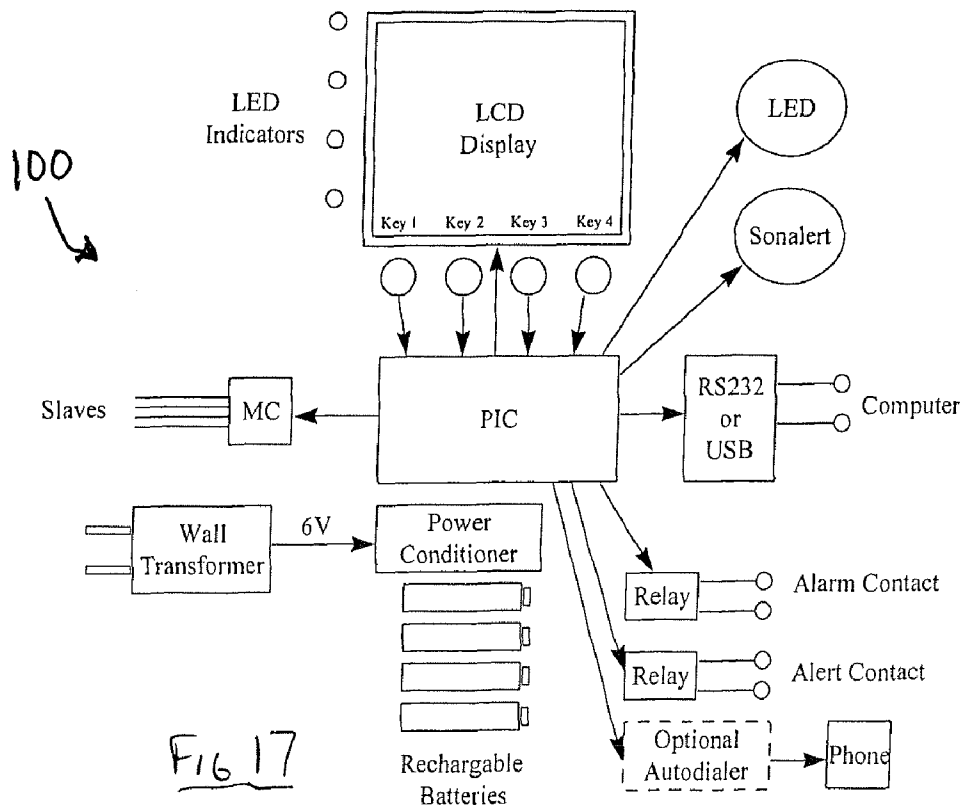 LED
Indicators
LCD
Display
Key 1 Key 2 Key 3 Key 4
LED
Sonalert
100
Slaves
MC
PIC
RS232
or
USB
Computer
Wall
Transformer
6V
Power
Conditioner
Relay
Alarm Contact
Relay
Alert Contact
Optional
Autodialer
Phone
Rechargable
Batteries
FIG 17